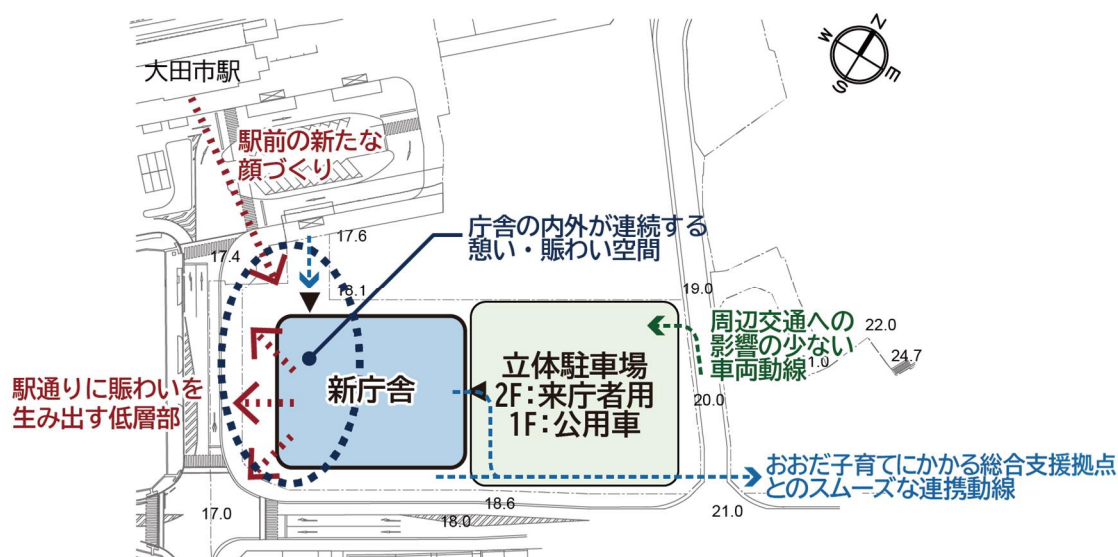 大田市駅
N
W
E
S
駅前の新たな
顔づくり
庁舎の内外が連続する
憩い・賑わい空間
17.6
17.4
18.1
19.0
周辺交通への
影響の少ない
車両動線
22.0
1.0
24.7
立体駐車場
2F:来庁者用
1F:公用車
新庁舎
駅通りに賑わいを
生み出す低層部
20.0
おおだ子育てにかかる総合支援拠点
とのスムーズな連携動線
18.6
17.0
18.0
21.0